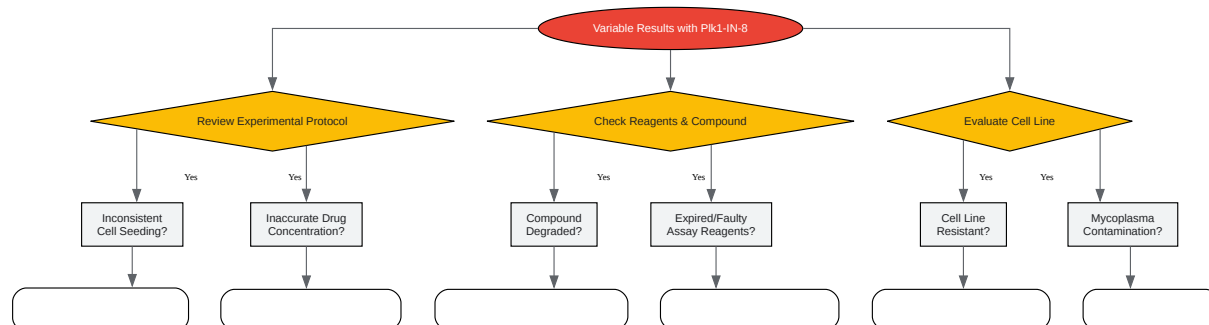 Variable Results with Plk1-IN-8
Review Experimental Protocol
Check Reagents & Compound
Evaluate Cell Line
Yes
Yes
Yes
Yes
Yes
Yes
Inconsistent
Cell Seeding?
Inaccurate Drug
Concentration?
Compound
Degraded?
Expired/Faulty
Assay Reagents?
Cell Line
Resistant?
Mycoplasma
Contamination?